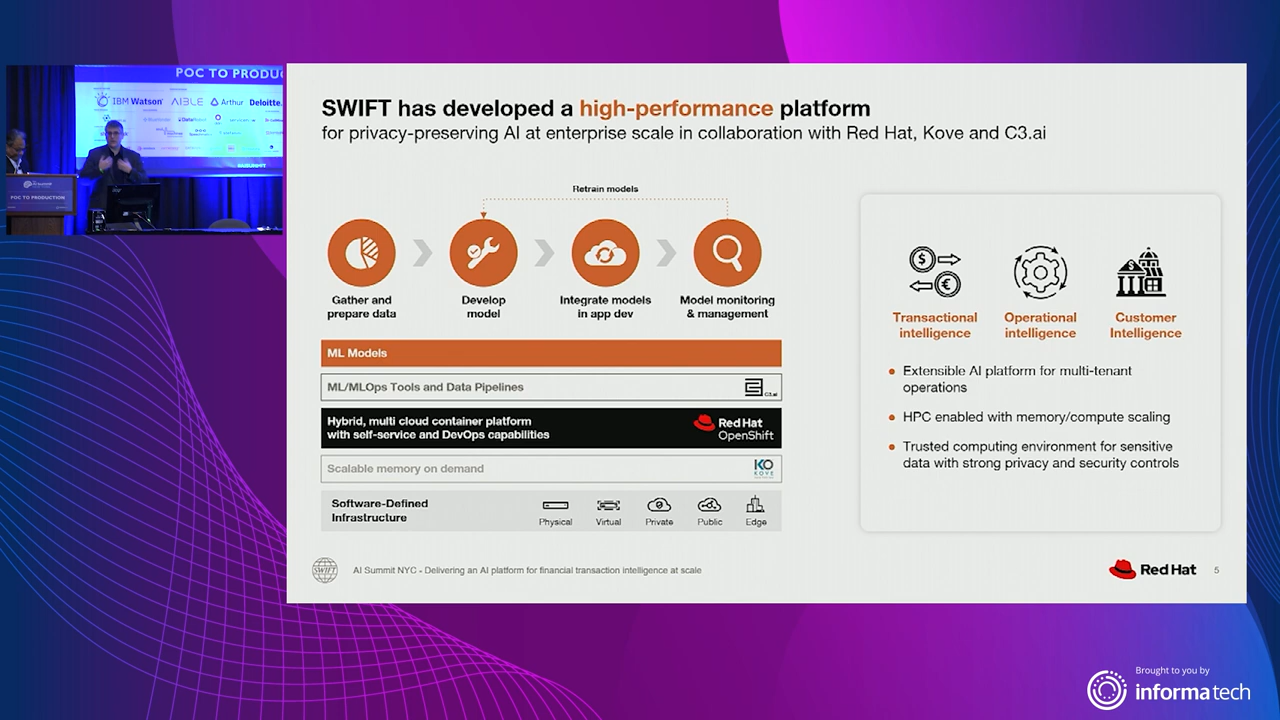 POC TO PRODUC
IBM Watson
AIBLE
Arthur
Deloitte.
POC TO PRODUCTION
SWIFT has developed a high-performance platform
for privacy-preserving AI at enterprise scale in collaboration with Red Hat, Kove and C3.ai
Retrain models
Gather and
prepare data
Develop
model
Integrate models
in app dev
Model monitoring
& management
ML Models
ML/MLOps Tools and Data Pipelines
C3.ai
Hybrid, multi cloud container platform
with self-service and DevOps capabilities
Red Hat
OpenShift
Scalable memory on demand
KOVE
Software-Defined
Infrastructure
Physical
Virtual
Private
Public
Edge
Transactional
intelligence
Operational
intelligence
Customer
Intelligence
Extensible AI platform for multi-tenant
operations
HPC enabled with memory/compute scaling
Trusted computing environment for sensitive
data with strong privacy and security controls
SWIFT
AI Summit NYC - Delivering an AI platform for financial transaction intelligence at scale
Red Hat
5
Brought to you by
informa tech